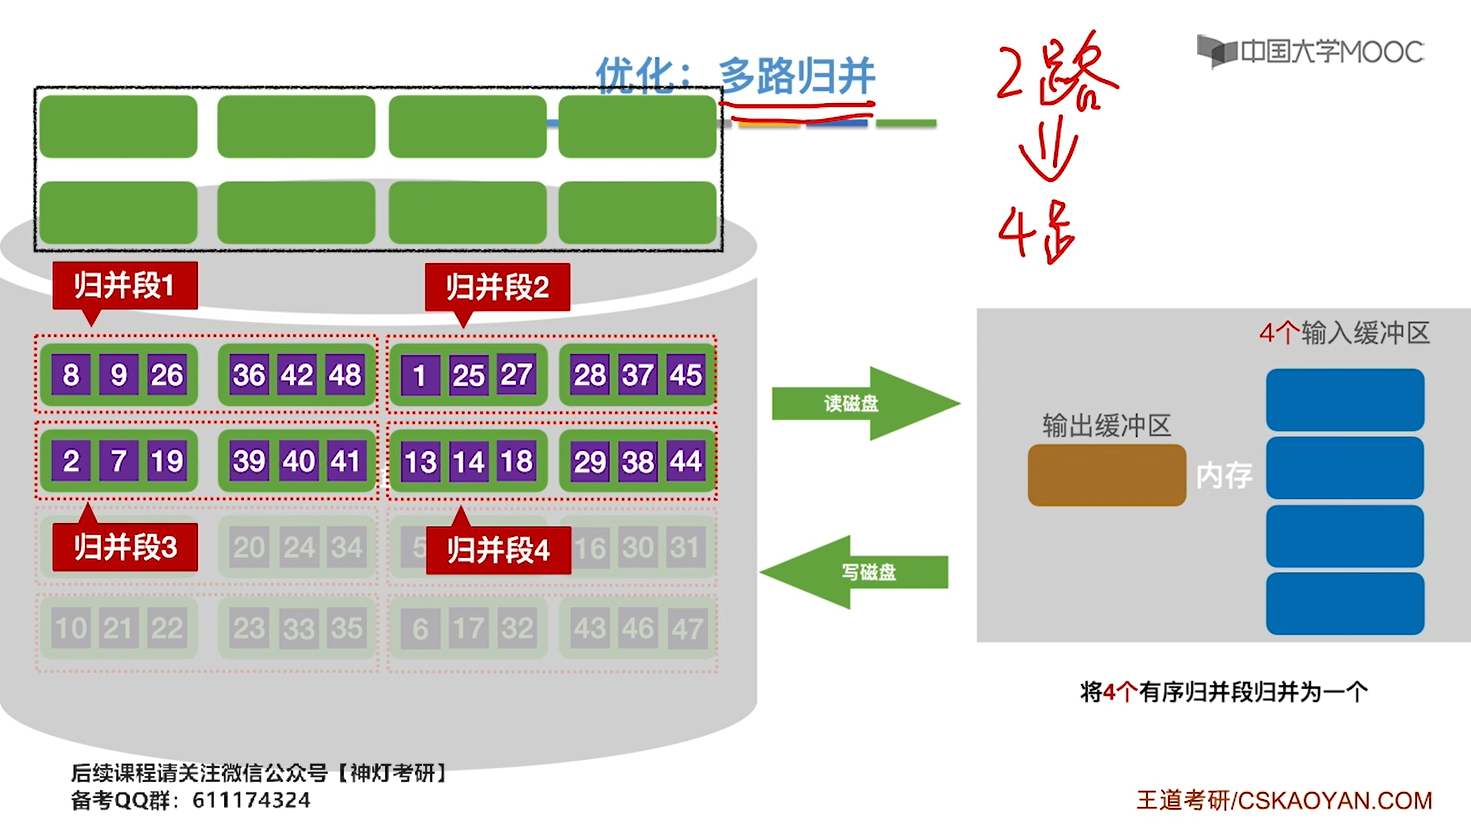 优化：多路归并
2路
4路
中国大学MOOC
归并段1
归并段2
8 9 26 36 42 48 1 25 27 28 37 45
2 7 19 39 40 41 13 14 18 29 38 44
归并段3
归并段4
20 24 34 5 16 30 31
10 21 22 23 33 35 6 17 32 43 46 47
读磁盘
写磁盘
4个输入缓冲区
输出缓冲区
内存
将4个有序归并段归并为一个
后续课程请关注微信公众号【神灯考研】
备考QQ群：611174324
王道考研/CSKAOYAN.COM